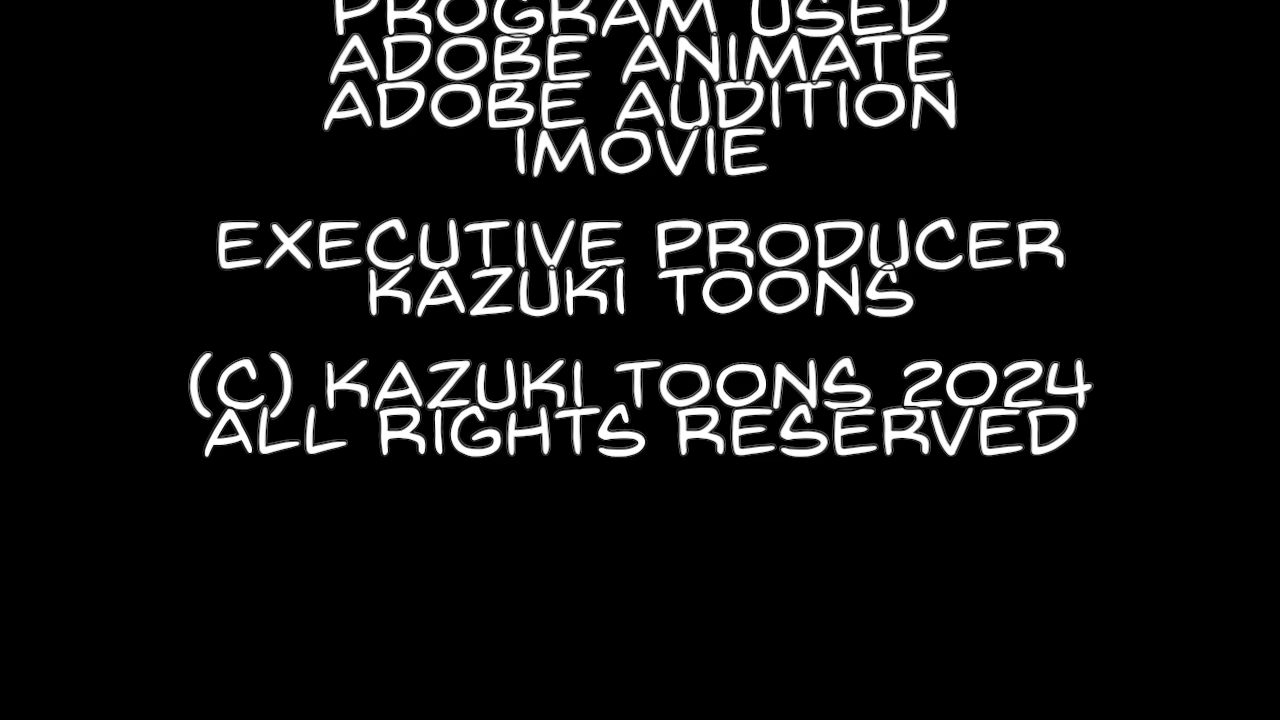 PROGRAM USED
ADOBE ANIMATE
ADOBE AUDITION
IMOVIE
EXECUTIVE PRODUCER
KAZUKI TOONS
(C) KAZUKI TOONS 2024
ALL RIGHTS RESERVED